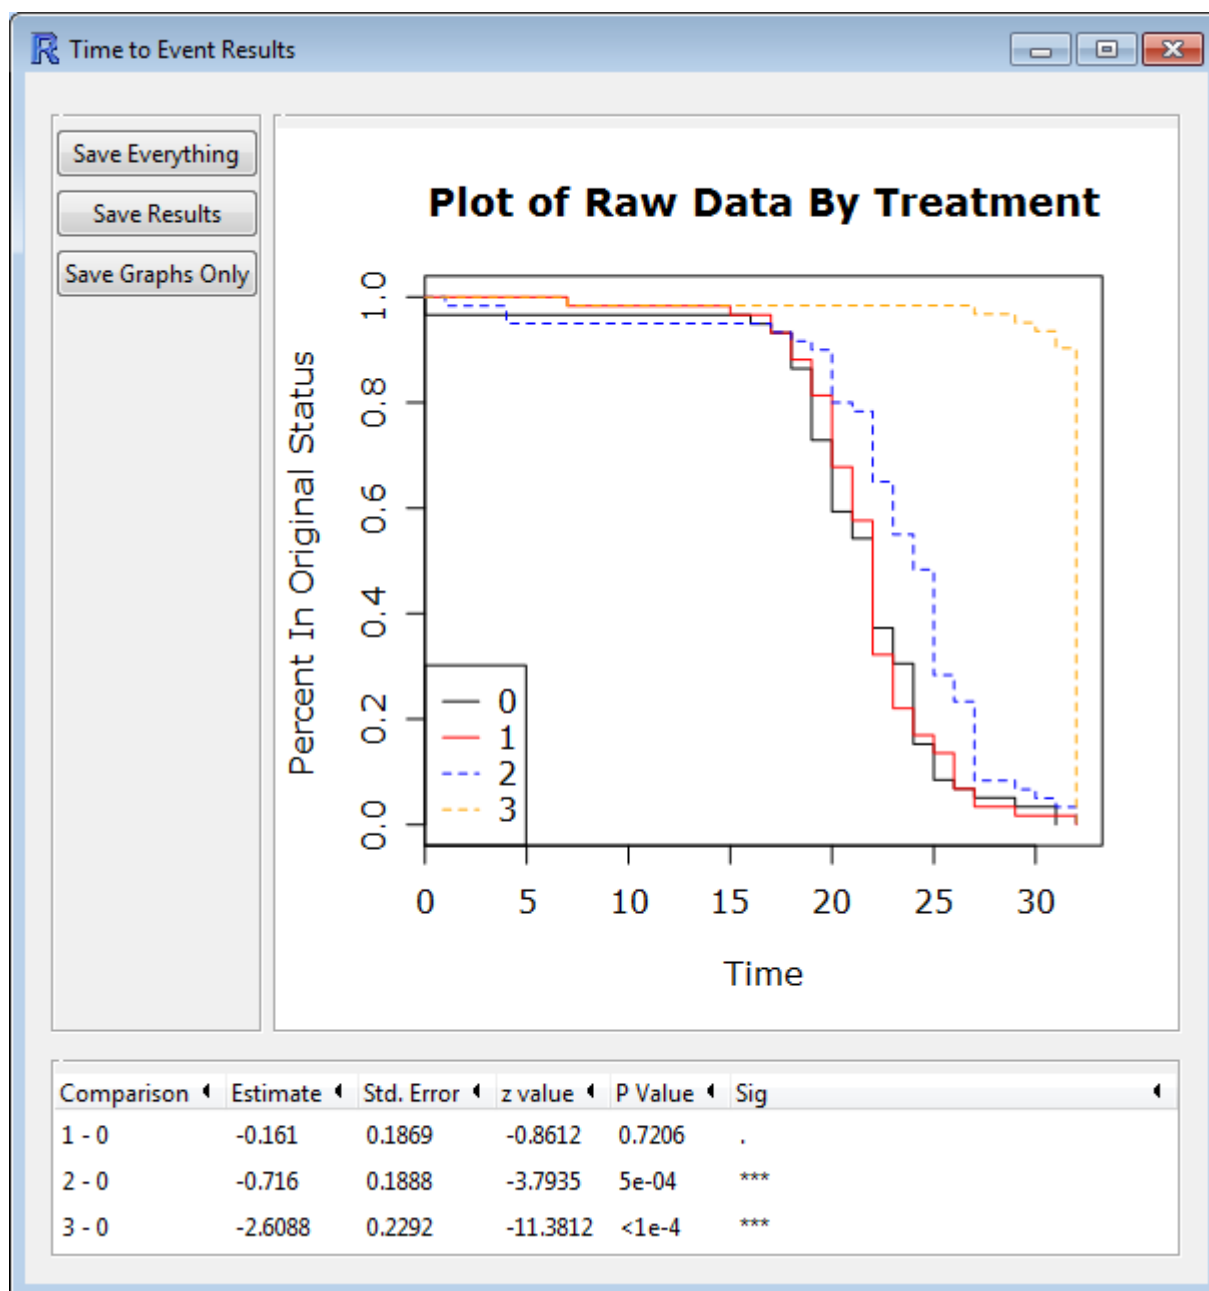 Time to Event Results
Save Everything
Save Results
Save Graphs Only
Plot of Raw Data By Treatment
Percent In Original Status
1.0
0.8
0.6
0.4
0.2
0.0
0
1
2
3
0 5 10 15 20 25 30
Time
Comparison Estimate Std. Error z value P Value Sig
1 - 0 -0.161 0.1869 -0.8612 0.7206 .
2 - 0 -0.716 0.1888 -3.7935 5e-04 ***
3 - 0 -2.6088 0.2292 -11.3812 <1e-4 ***